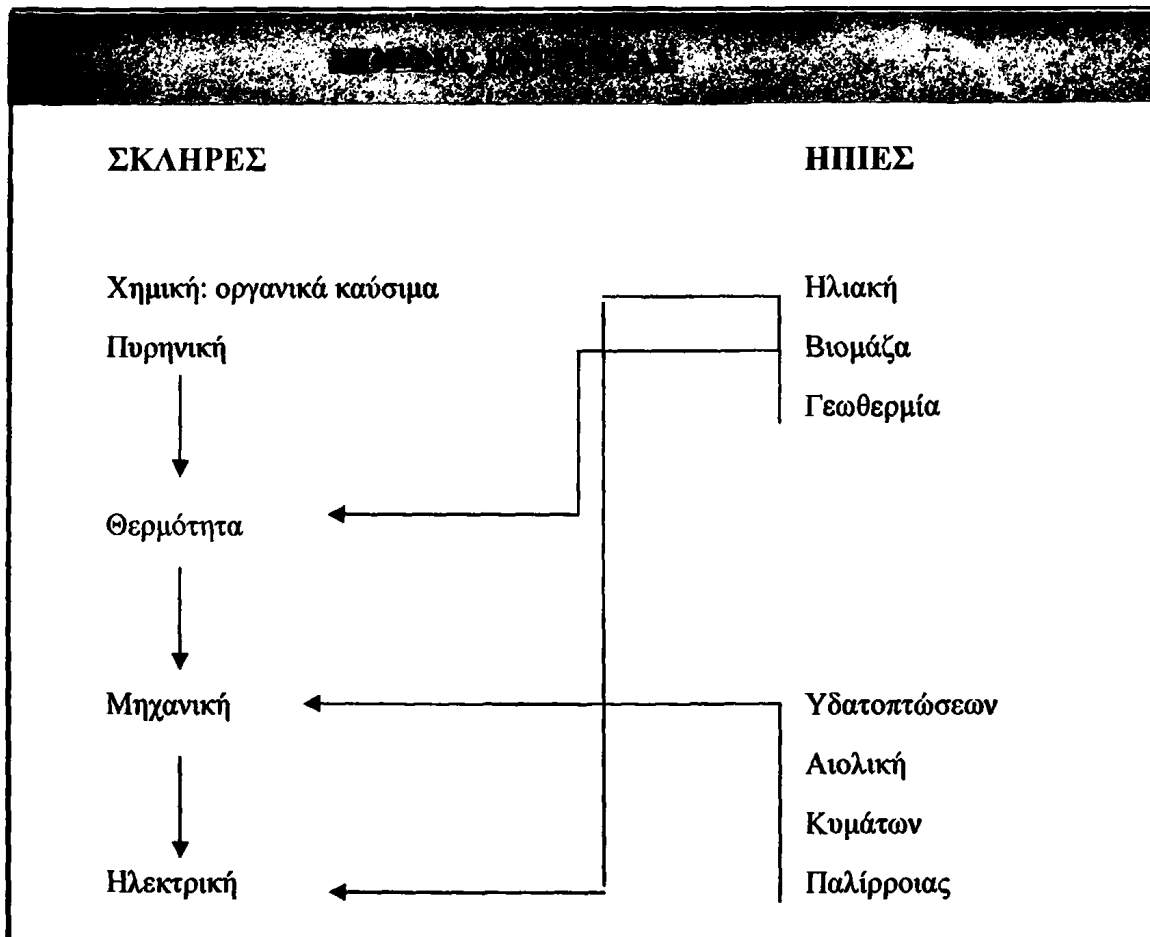 ΣΚΛΗΡΕΣ
ΗΠΙΕΣ
Χημική: οργανικά καύσιμα
Ηλιακή
Πυρηνική
Βιομάζα
Γεωθερμία
Θερμότητα
Μηχανική
Υδατοπτώσεων
Αιολική
Κυμάτων
Ηλεκτρική
Παλίρροιας